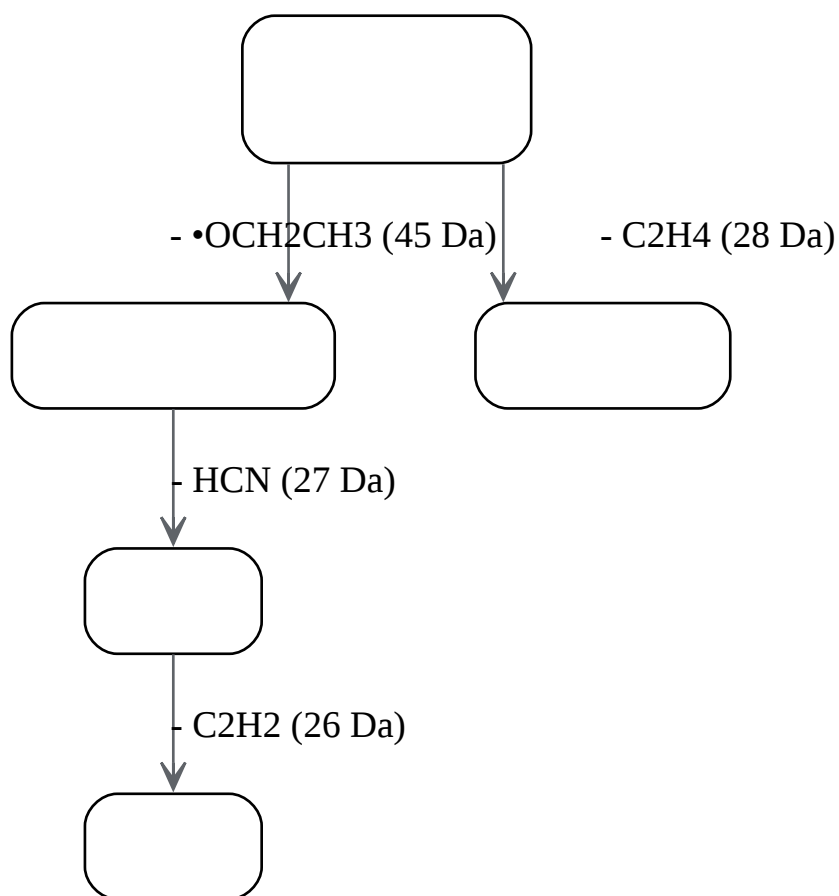 - •OCH2CH3 (45 Da)
- C2H4 (28 Da)
- HCN (27 Da)
- C2H2 (26 Da)